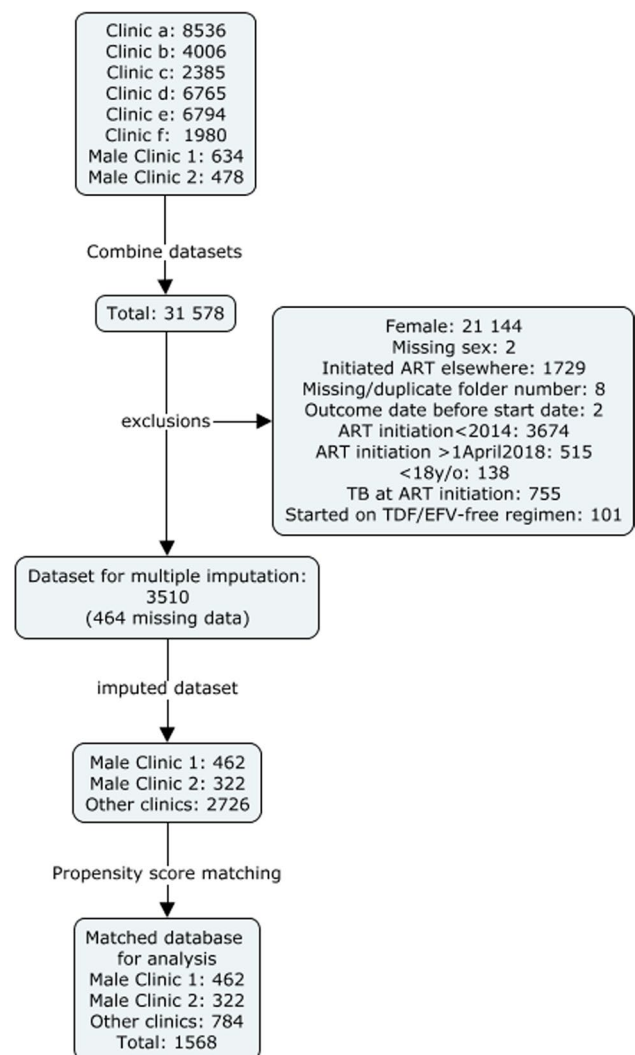 Clinic a: 8536
Clinic b: 4006
Clinic c: 2385
Clinic d: 6765
Clinic e: 6794
Clinic f: 1980
Male Clinic 1: 634
Male Clinic 2: 478
Combine datasets
Total: 31 578
exclusions
Female: 21 144
Missing sex: 2
Initiated ART elsewhere: 1729
Missing/duplicate folder number: 8
Outcome date before start date: 2
ART initiation<2014: 3674
ART initiation >1April2018: 515
<18y/o: 138
TB at ART initiation: 755
Started on TDF/EFV-free regimen: 101
Dataset for multiple imputation:
3510
(464 missing data)
imputed dataset
Male Clinic 1: 462
Male Clinic 2: 322
Other clinics: 2726
Propensity score matching
Matched database
for analysis
Male Clinic 1: 462
Male Clinic 2: 322
Other clinics: 784
Total: 1568